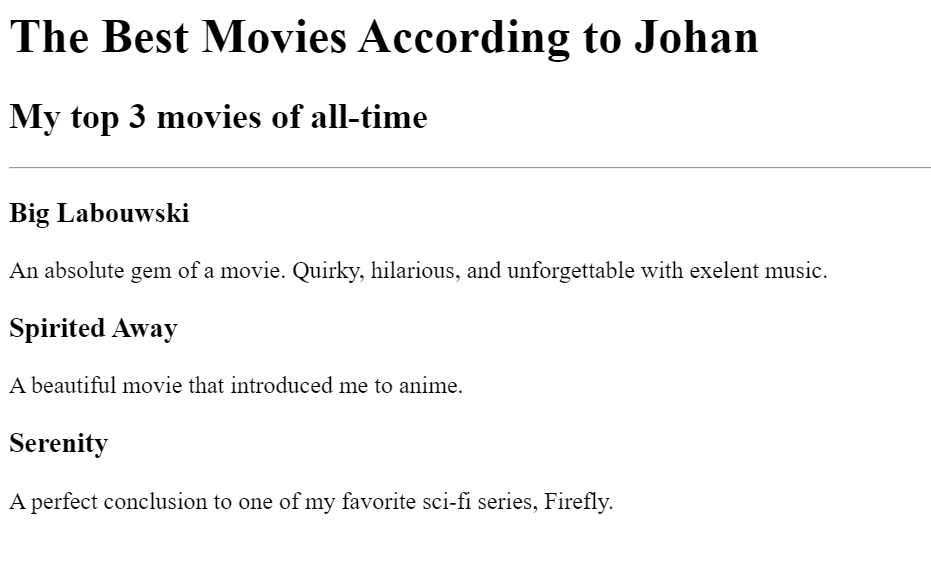 The Best Movies According to Johan
My top 3 movies of all-time
Big Labouwski
An absolute gem of a movie. Quirky, hilarious, and unforgettable with exelent music.
Spirited Away
A beautiful movie that introduced me to anime.
Serenity
A perfect conclusion to one of my favorite sci-fi series, Firefly.